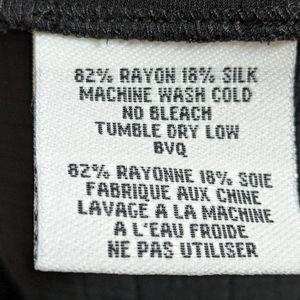 82% RAYON 18% SILK
MACHINE WASH COLD
NO BLEACH
TUMBLE DRY LOW
BVQ
82% RAYONNE 18% SOIE
FABRIQUE AUX CHINE
LAVAGE A LA MACHINE
A L'EAU FROIDE
NE PAS UTILISER